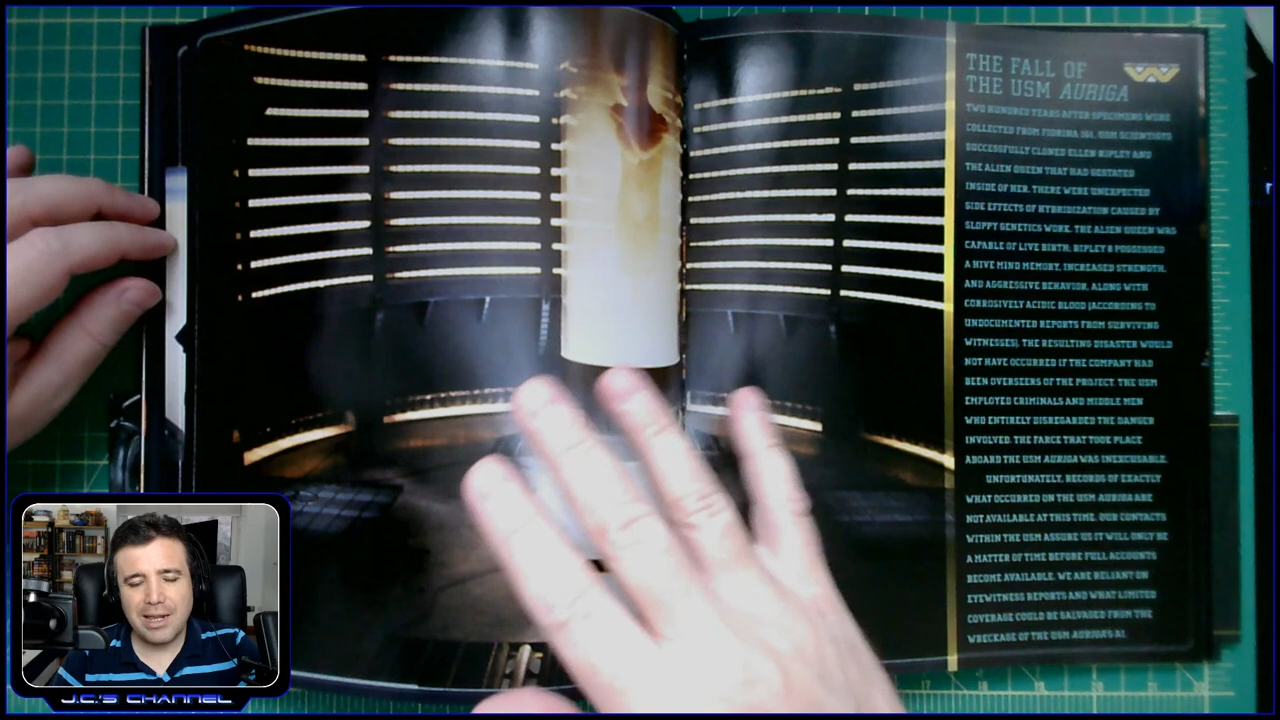 THE FALL OF
THE USM AURIGA
TWO HUNDRED YEARS AFTER SPECIMENS WERE
COLLECTED FROM FIORINA 161, USM SCIENTISTS
SUCCESSFULLY CLONED ELLEN RIPLEY AND
THE ALIEN QUEEN THAT HAD GESTATED
INSIDE OF HER. THERE WERE UNEXPECTED
SIDE EFFECTS OF HYBRIDIZATION CAUSED BY
SLOPPY GENETICS WORK. THE ALIEN QUEEN WAS
CAPABLE OF LIVE BIRTH; RIPLEY 8 POSSESSED
A HIVE MIND MEMORY, INCREASED STRENGTH,
AND AGGRESSIVE BEHAVIOR, ALONG WITH
CORROSIVELY ACIDIC BLOOD (ACCORDING TO
UNDOCUMENTED REPORTS FROM SURVIVING
WITNESSES). THE RESULTING DISASTER WOULD
NOT HAVE OCCURRED IF THE COMPANY HAD
BEEN OVERSEERS OF THE PROJECT. THE USM
EMPLOYED CRIMINALS AND MIDDLE MEN
WHO ENTIRELY DISREGARDED THE DANGER
INVOLVED. THE FARCE THAT TOOK PLACE
ABOARD THE USM AURIGA WAS INEXCUSABLE.
UNFORTUNATELY, RECORDS OF EXACTLY
WHAT OCCURRED ON THE USM AURIGA ARE
NOT AVAILABLE AT THIS TIME. OUR CONTACTS
WITHIN THE USM ASSURE US IT WILL ONLY BE
A MATTER OF TIME BEFORE FULL ACCOUNTS
BECOME AVAILABLE. WE ARE RELIANT ON
EYEWITNESS REPORTS AND WHAT LIMITED
COVERAGE COULD BE SALVAGED FROM THE
WRECKAGE OF THE USM AURIGA'S A.I.
17 18 19 20 21 22
J.C.'S CHANNEL